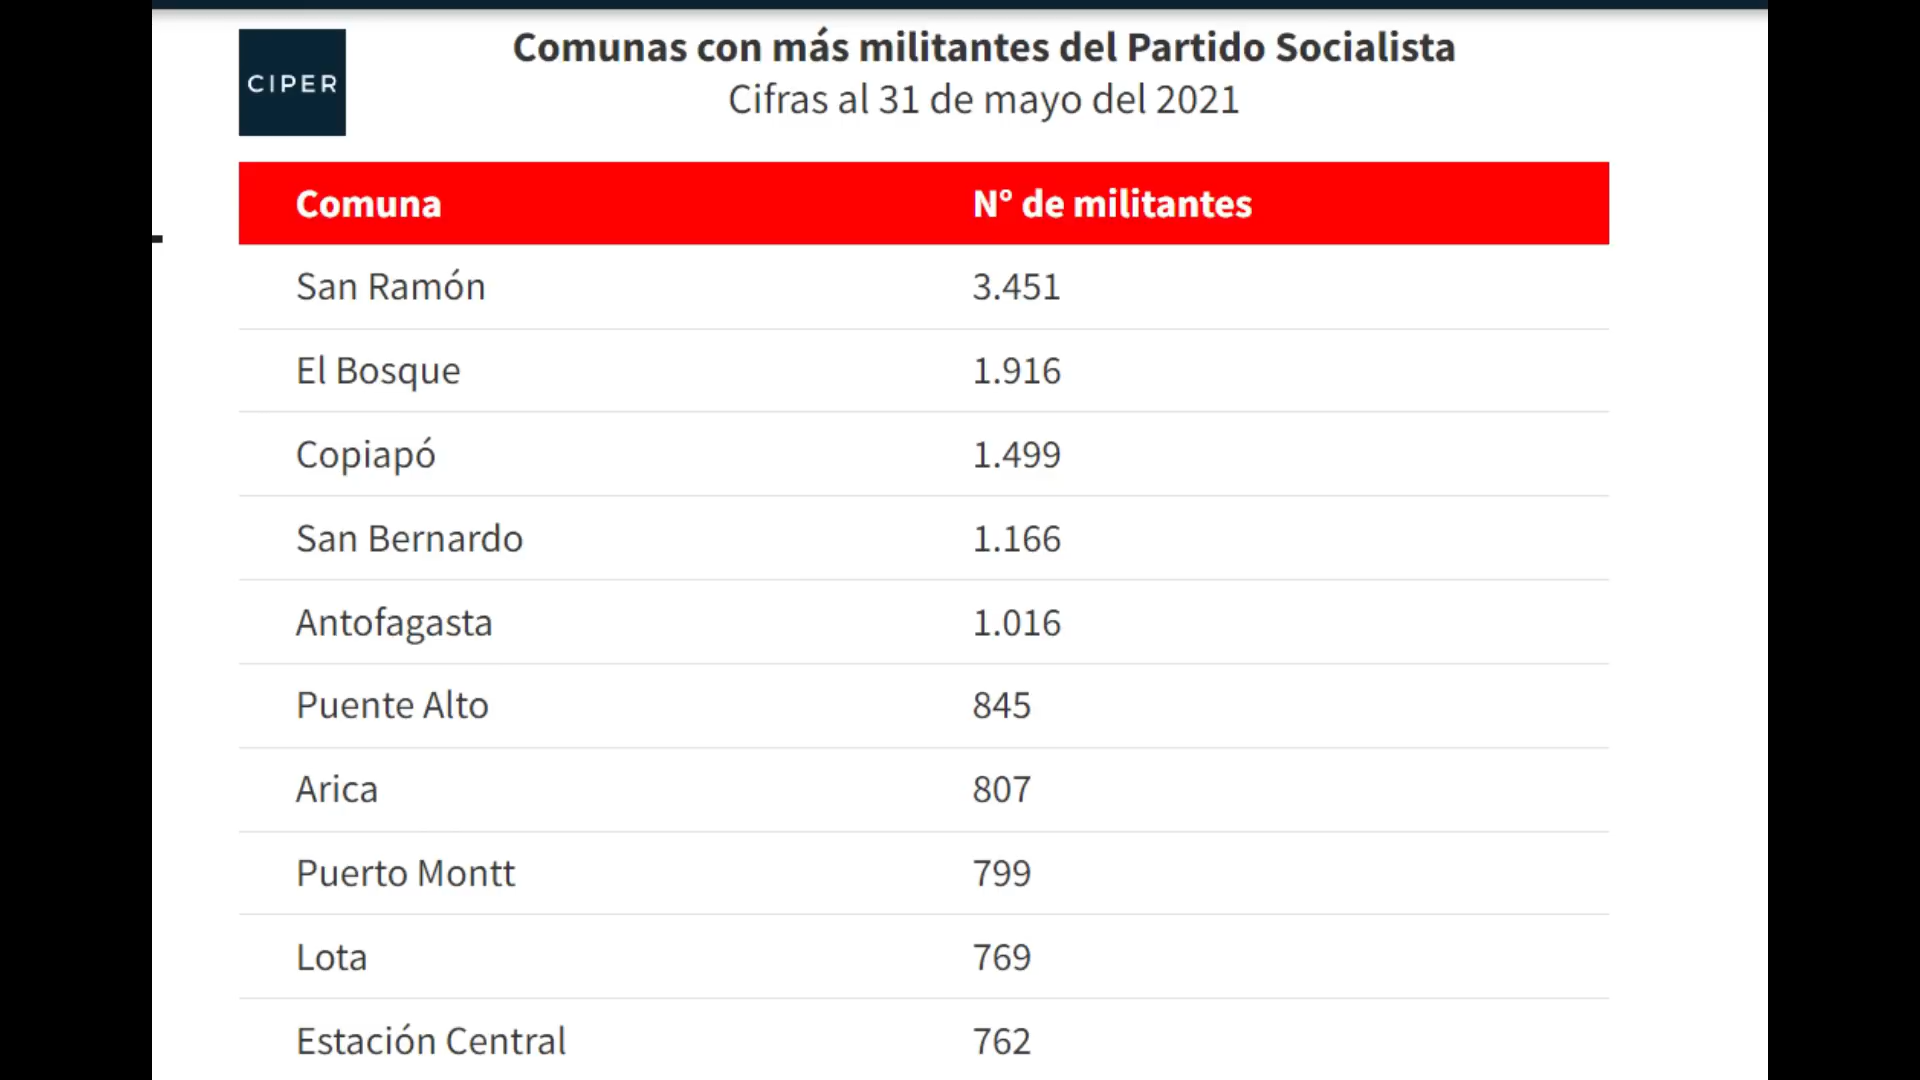 CIPER
Comunas con más militantes del Partido Socialista
Cifras al 31 de mayo del 2021
Comuna N° de militantes
San Ramón 3.451
El Bosque 1.916
Copiapó 1.499
San Bernardo 1.166
Antofagasta 1.016
Puente Alto 845
Arica 807
Puerto Montt 799
Lota 769
Estación Central 762